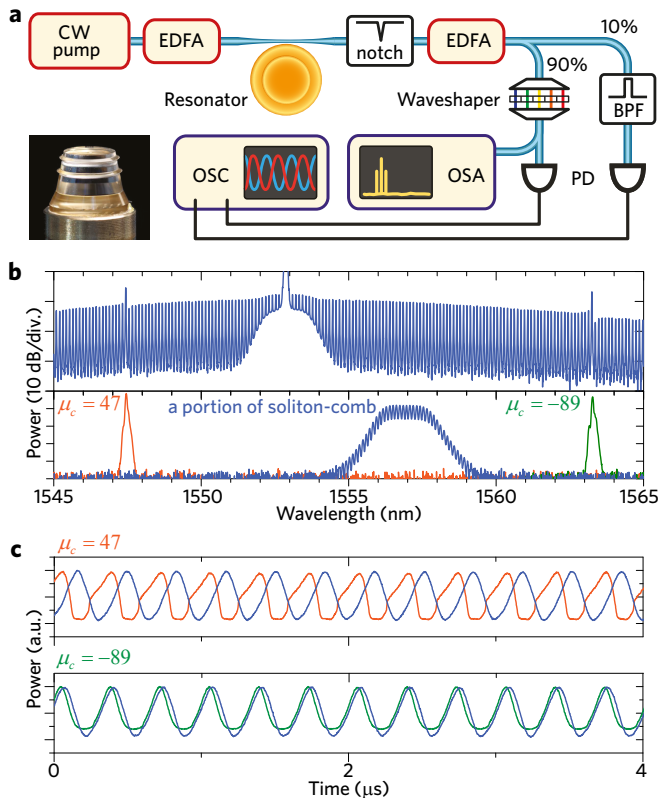 a
CW
pump
EDFA
Resonator
notch
EDFA
10%
90%
Waveshaper
BPF
OSC
OSA
PD
b
Power (10 dB/div.)
μc = 47
a portion of soliton-comb
μc = −89
1545
1550
1555
1560
1565
Wavelength (nm)
c
μc = 47
Power (a.u.)
μc = −89
0
2
4
Time (μs)